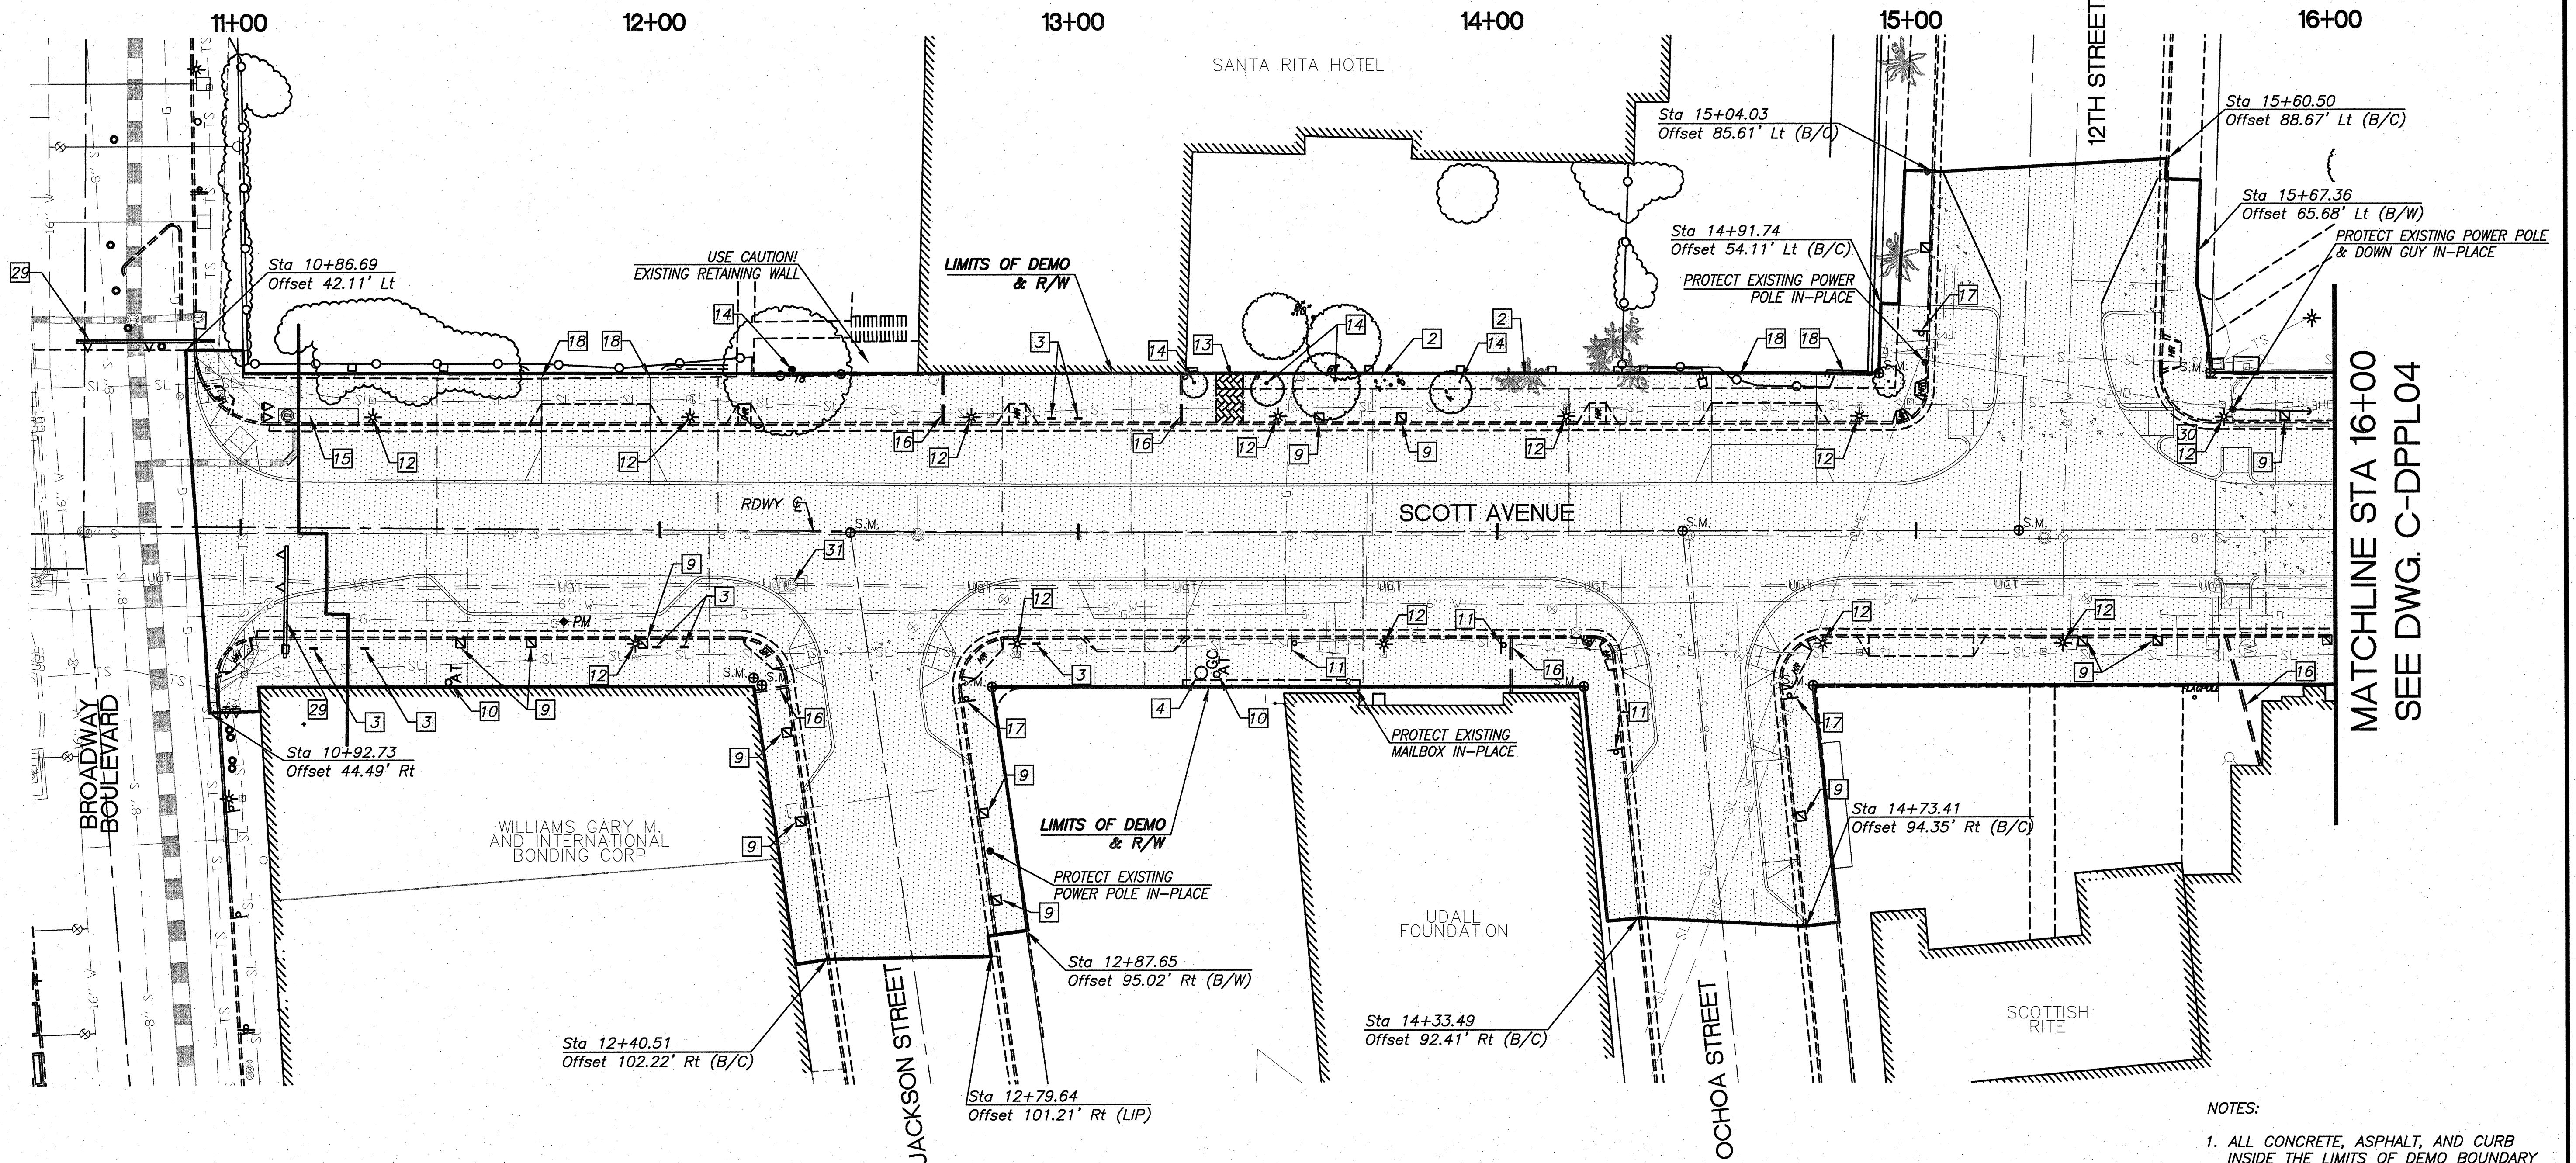 11+00
12+00
13+00
14+00
15+00
16+00
SANTA RITA HOTEL
12TH STREET
Sta 15+04.03
Offset 85.61' Lt (B/C)
Sta 15+60.50
Offset 88.67' Lt (B/C)
Sta 15+67.36
Offset 65.68' Lt (B/W)
PROTECT EXISTING POWER POLE
& DOWN GUY IN-PLACE
Sta 14+91.74
Offset 54.11' Lt (B/C)
PROTECT EXISTING POWER
POLE IN-PLACE
29
Sta 10+86.69
Offset 42.11' Lt
USE CAUTION!
EXISTING RETAINING WALL
LIMITS OF DEMO
& R/W
14
18
18
3
14
13
14
2
2
14
18
18
17
15
12
12
16
12
16
12
9
9
12
12
30
12
9
RDWY
S.M.
SCOTT AVENUE
S.M.
S.M.
MATCHLINE STA 16+00
SEE DWG. C-DPPL04
31
UGT
UGT
UGT
UGT
UGT
UGT
9
3
12
12
11
12
12
PM
AT
29
3
3
10
9
12
16
3
17
4
GC
AT
10
11
16
11
17
9
16
FLAGPOLE
BROADWAY
BOULEVARD
Sta 10+92.73
Offset 44.49' Rt
9
9
9
9
9
PROTECT EXISTING
MAILBOX IN-PLACE
WILLIAMS GARY M.
AND INTERNATIONAL
BONDING CORP
LIMITS OF DEMO
& R/W
PROTECT EXISTING
POWER POLE IN-PLACE
Sta 14+73.41
Offset 94.35' Rt (B/C)
UDALL
FOUNDATION
Sta 12+87.65
Offset 95.02' Rt (B/W)
Sta 12+40.51
Offset 102.22' Rt (B/C)
Sta 12+79.64
Offset 101.21' Rt (LIP)
Sta 14+33.49
Offset 92.41' Rt (B/C)
JACKSON STREET
OCHOA STREET
SCOTTISH
RITE
NOTES:
1. ALL CONCRETE, ASPHALT, AND CURB
INSIDE THE LIMITS OF DEMO BOUNDARY